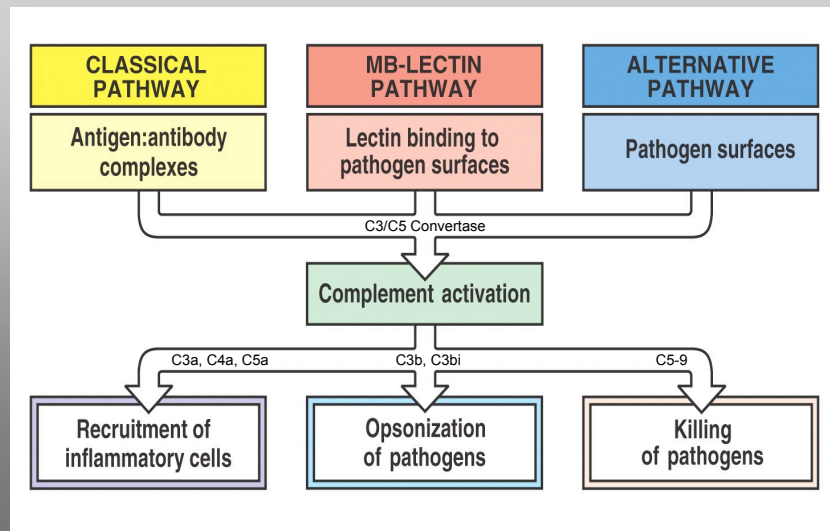 CLASSICAL
PATHWAY
MB-LECTIN
PATHWAY
ALTERNATIVE
PATHWAY
Antigen:antibody
complexes
Lectin binding to
pathogen surfaces
Pathogen surfaces
C3/C5 Convertase
Complement activation
C3a, C4a, C5a
C3b, C3bi
C5-9
Recruitment of
inflammatory cells
Opsonization
of pathogens
Killing
of pathogens